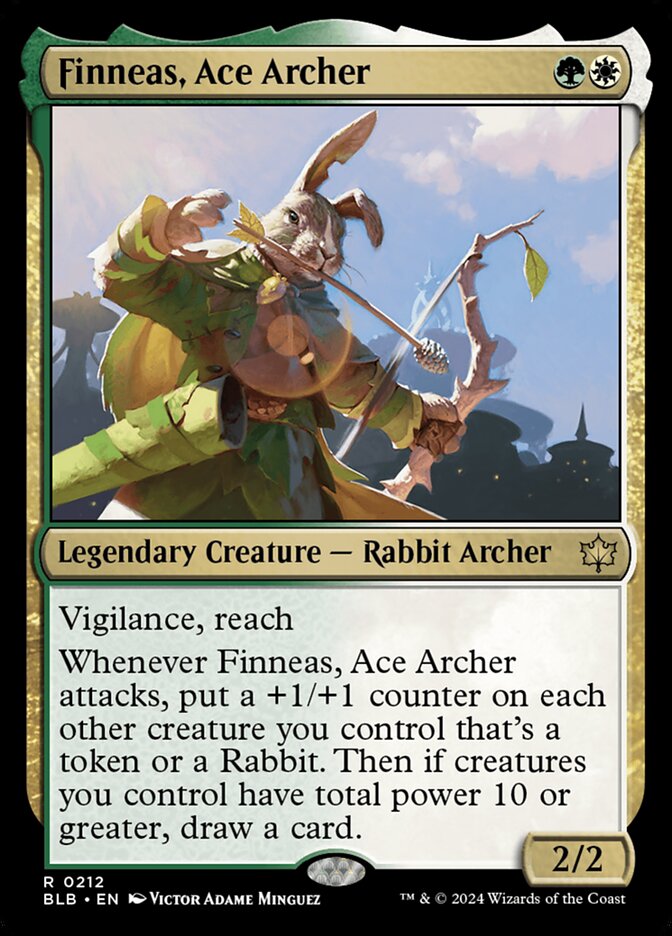 Finneas, Ace Archer
Legendary Creature — Rabbit Archer
Vigilance, reach
Whenever Finneas, Ace Archer
attacks, put a +1/+1 counter on each
other creature you control that's a
token or a Rabbit. Then if creatures
you control have total power 10 or
greater, draw a card.
2/2
R 0212
BLB • EN Victor Adame Minguez
™ & © 2024 Wizards of the Coast